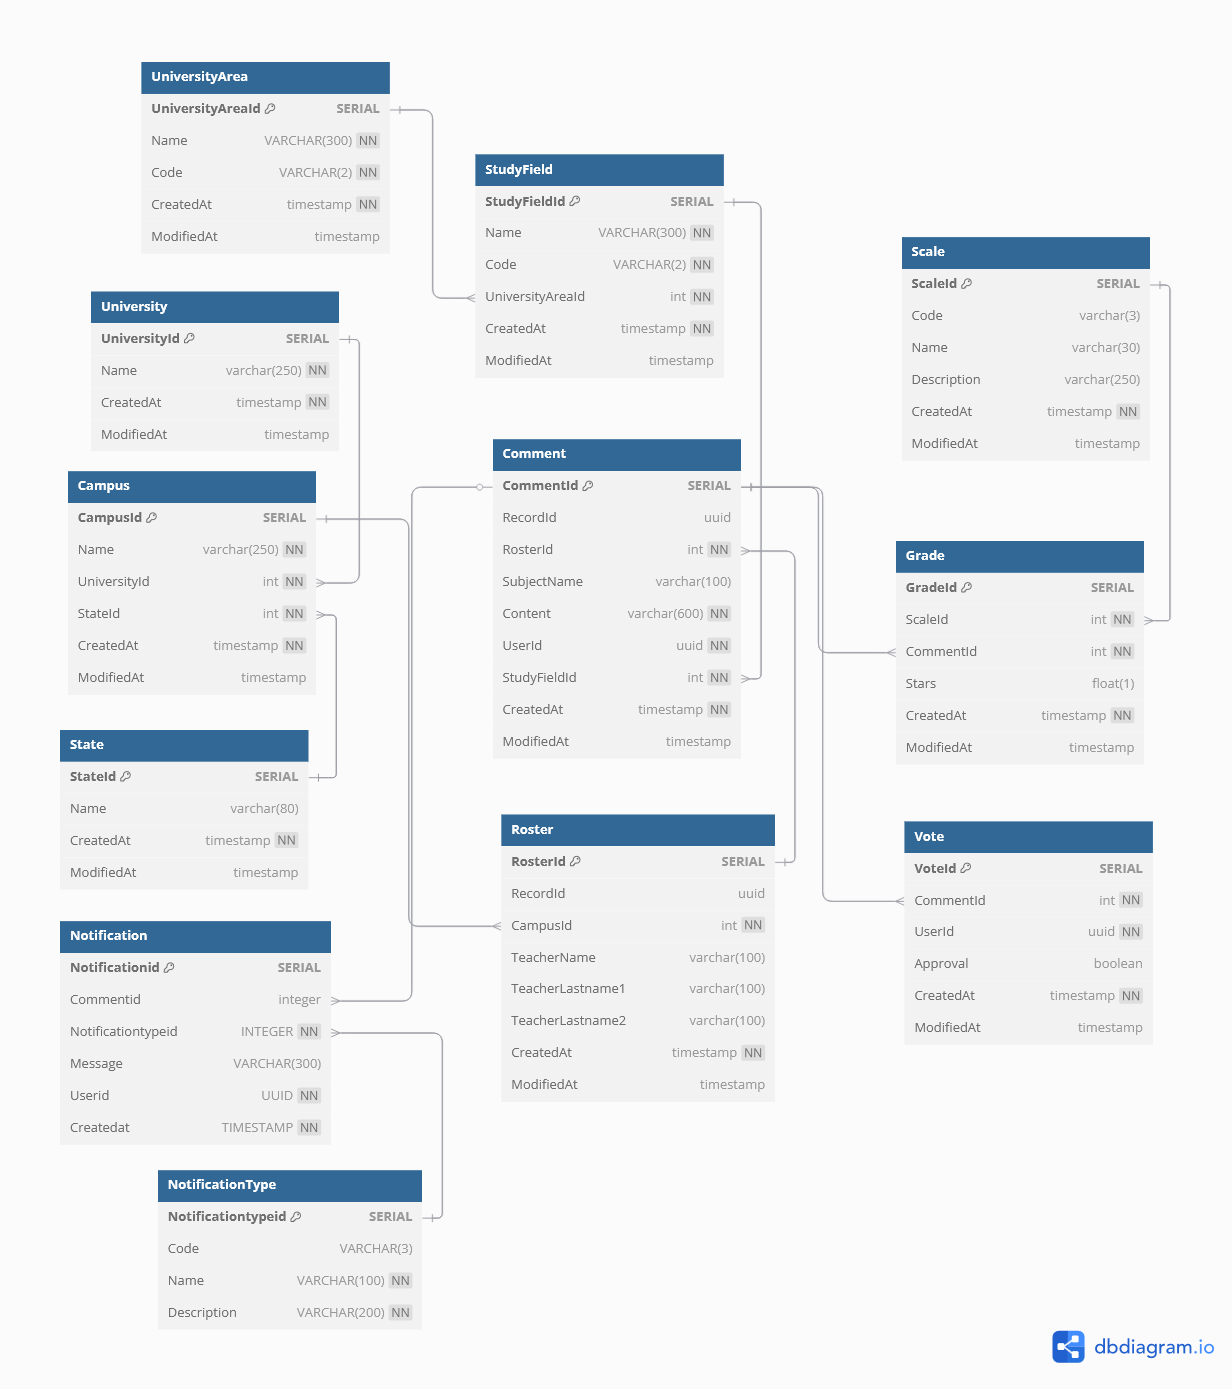 UniversityArea
UniversityAreaId SERIAL
Name VARCHAR(300) NN
Code VARCHAR(2) NN
CreatedAt timestamp NN
ModifiedAt timestamp
StudyField
StudyFieldId SERIAL
Name VARCHAR(300) NN
Code VARCHAR(2) NN
UniversityAreaId int NN
CreatedAt timestamp NN
ModifiedAt timestamp
Scale
ScaleId SERIAL
Code varchar(3)
Name varchar(30)
Description varchar(250)
CreatedAt timestamp NN
ModifiedAt timestamp
University
UniversityId SERIAL
Name varchar(250) NN
CreatedAt timestamp NN
ModifiedAt timestamp
Campus
CampusId SERIAL
Name varchar(250) NN
UniversityId int NN
StateId int NN
CreatedAt timestamp NN
ModifiedAt timestamp
Comment
CommentId SERIAL
RecordId uuid
RosterId int NN
SubjectName varchar(100)
Content varchar(600) NN
UserId uuid NN
StudyFieldId int NN
CreatedAt timestamp NN
ModifiedAt timestamp
Grade
GradeId SERIAL
ScaleId int NN
CommentId int NN
Stars float(1)
CreatedAt timestamp NN
ModifiedAt timestamp
State
StateId SERIAL
Name varchar(80)
CreatedAt timestamp NN
ModifiedAt timestamp
Roster
RosterId SERIAL
RecordId uuid
CampusId int NN
TeacherName varchar(100)
TeacherLastname1 varchar(100)
TeacherLastname2 varchar(100)
CreatedAt timestamp NN
ModifiedAt timestamp
Vote
VoteId SERIAL
CommentId int NN
UserId uuid NN
Approval boolean
CreatedAt timestamp NN
ModifiedAt timestamp
Notification
Notificationid SERIAL
Commentid integer
Notificationtypeid INTEGER NN
Message VARCHAR(300)
Userid UUID NN
Createdat TIMESTAMP NN
NotificationType
Notificationtypeid SERIAL
Code VARCHAR(3)
Name VARCHAR(100) NN
Description VARCHAR(200) NN
dbdiagram.io